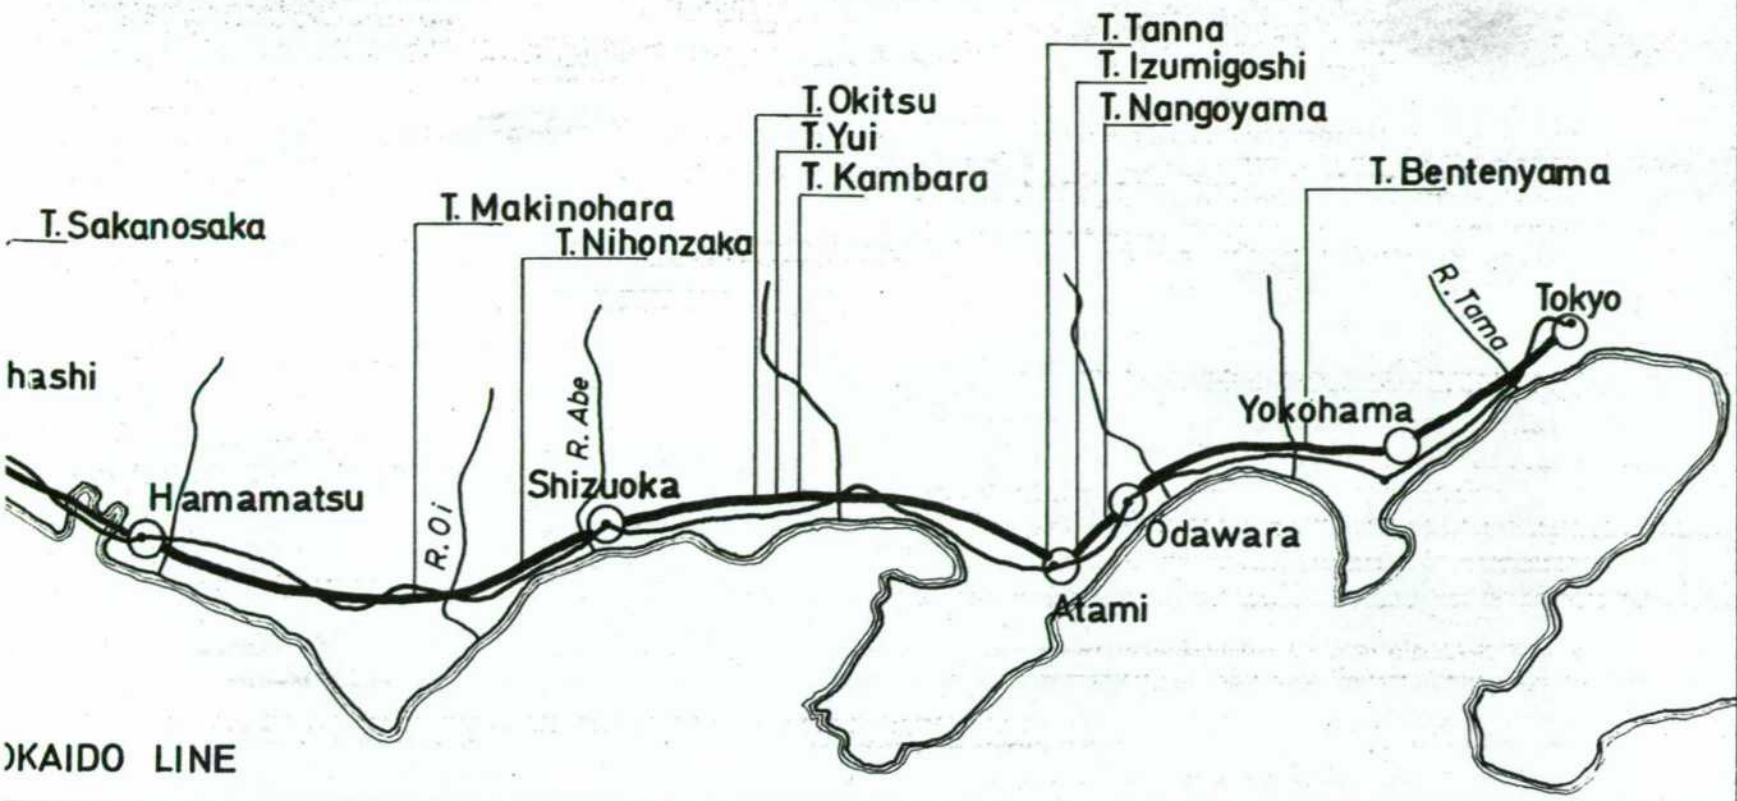 T. Tanna
T. Izumigoshi
T. Nangoyama
T. Okitsu
T. Yui
T. Kambara
T. Bentenyama
T. Makinohara
T. Nihonzaka
T. Sakanosaka
R. Tama
Tokyo
hashi
Yokohama
R. Abe
Hamamatsu
R. Oi
Shizuoka
Odawara
Atami
OKAIDO LINE